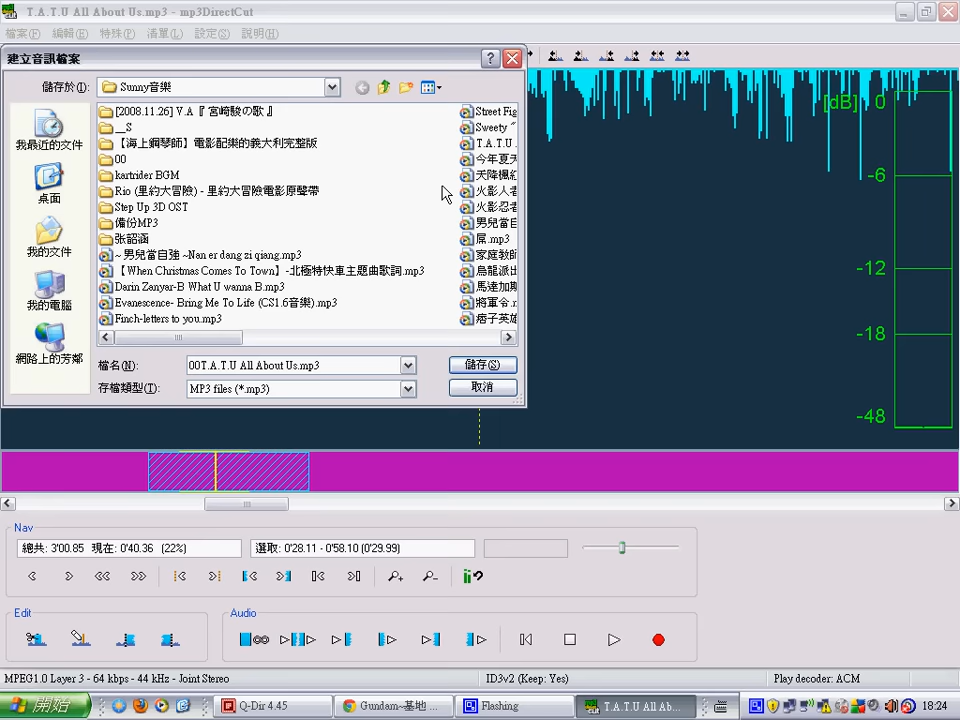 T.A.T.U All About Us.mp3 - mp3DirectCut
檔案(F) 編輯(E) 特殊(P) 清單(L) 設定(S) 說明(H)
建立音訊檔案
儲存於(I): Sunny音樂
我最近的文件
桌面
我的文件
我的電腦
網路上的芳鄰
[2008.11.26] V.A『 宮崎駿の歌 』
__S
【海上鋼琴師】電影配樂的義大利完整版
00
kartrider BGM
Rio (里約大冒險) - 里約大冒險電影原聲帶
Step Up 3D OST
備份MP3
张韶涵
~ 男兒當自強 ~Nan er dang zi qiang.mp3
【When Christmas Comes To Town】-北極特快車主題曲歌詞.mp3
Darin Zanyar-B What U wanna B.mp3
Evanescence- Bring Me To Life (CS1.6音樂).mp3
Finch-letters to you.mp3
Street Fig
Sweety "
T.A.T.U
今年夏天
天降楓紅
火影人者
火影忍者
男兒當自
屌.mp3
家庭教師
烏龍派出
馬達加斯
將軍令.m
痞子英雄
檔名(N): 00T.A.T.U All About Us.mp3 儲存(S)
存檔類型(T): MP3 files (*.mp3) 取消
[dB] 0
-6
-12
-18
-48
Nav
總共: 3'00.85 現在: 0'40.36 (22%) 選取: 0'28.11 - 0'58.10 (0'29.99)
Edit Audio
MPEG1.0 Layer 3 - 64 kbps - 44 kHz - Joint Stereo ID3v2 (Keep: Yes) Play decoder: ACM
開始 Q-Dir 4.45 Gundam~基地 ... Flashing T.A.T.U All Ab... 18:24